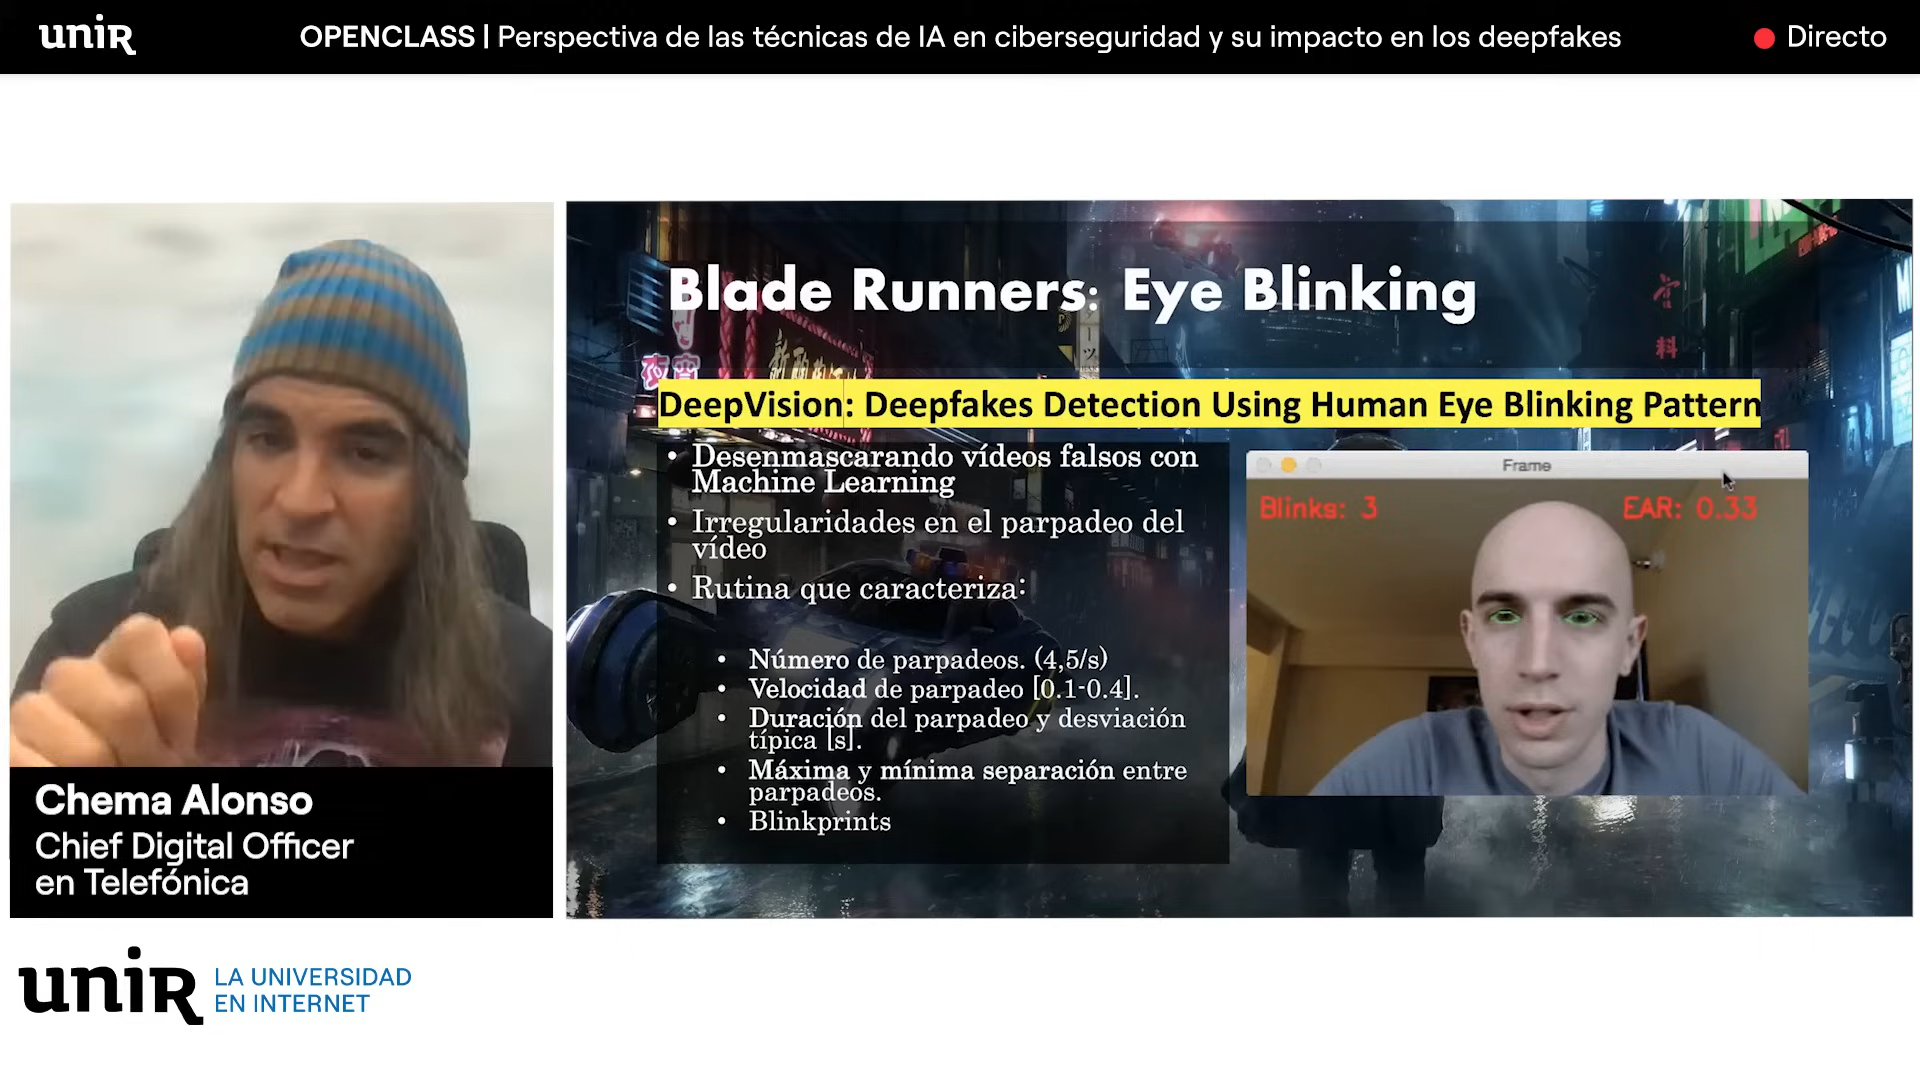 unir
OPENCLASS | Perspectiva de las técnicas de IA en ciberseguridad y su impacto en los deepfakes
Directo
Blade Runners: Eye Blinking
DeepVision: Deepfakes Detection Using Human Eye Blinking Pattern
• Desenmascarando vídeos falsos con
Machine Learning
• Irregularidades en el parpadeo del
vídeo
• Rutina que caracteriza:
• Número de parpadeos. (4,5/s)
• Velocidad de parpadeo [0.1-0.4].
• Duración del parpadeo y desviación
típica [s].
• Máxima y mínima separación entre
parpadeos.
• Blinkprints
Frame
Blinks: 3
EAR: 0.33
Chema Alonso
Chief Digital Officer
en Telefónica
unir
LA UNIVERSIDAD
EN INTERNET